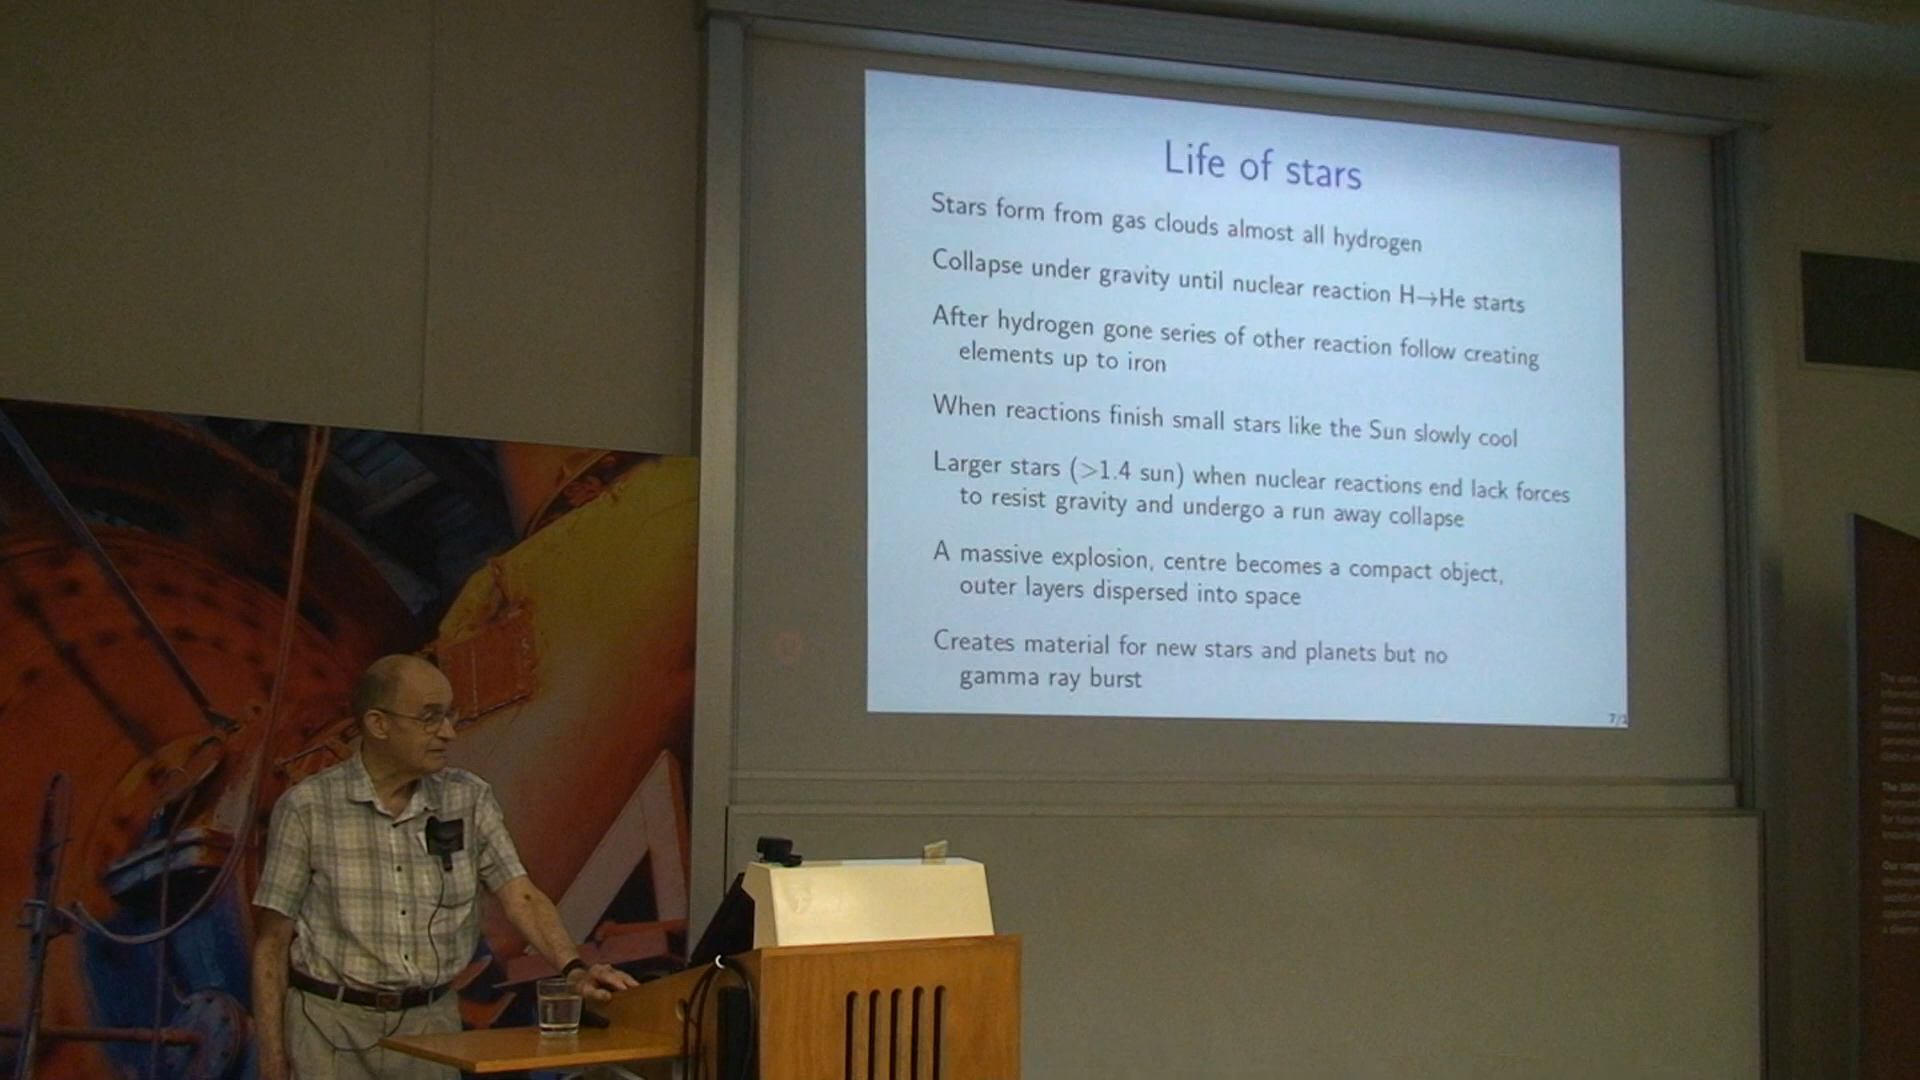 Life of stars
Stars form from gas clouds almost all hydrogen
Collapse under gravity until nuclear reaction H→He starts
After hydrogen gone series of other reaction follow creating
elements up to iron
When reactions finish small stars like the Sun slowly cool
Larger stars (>1.4 sun) when nuclear reactions end lack forces
to resist gravity and undergo a run away collapse
A massive explosion, centre becomes a compact object,
outer layers dispersed into space
Creates material for new stars and planets but no
gamma ray burst